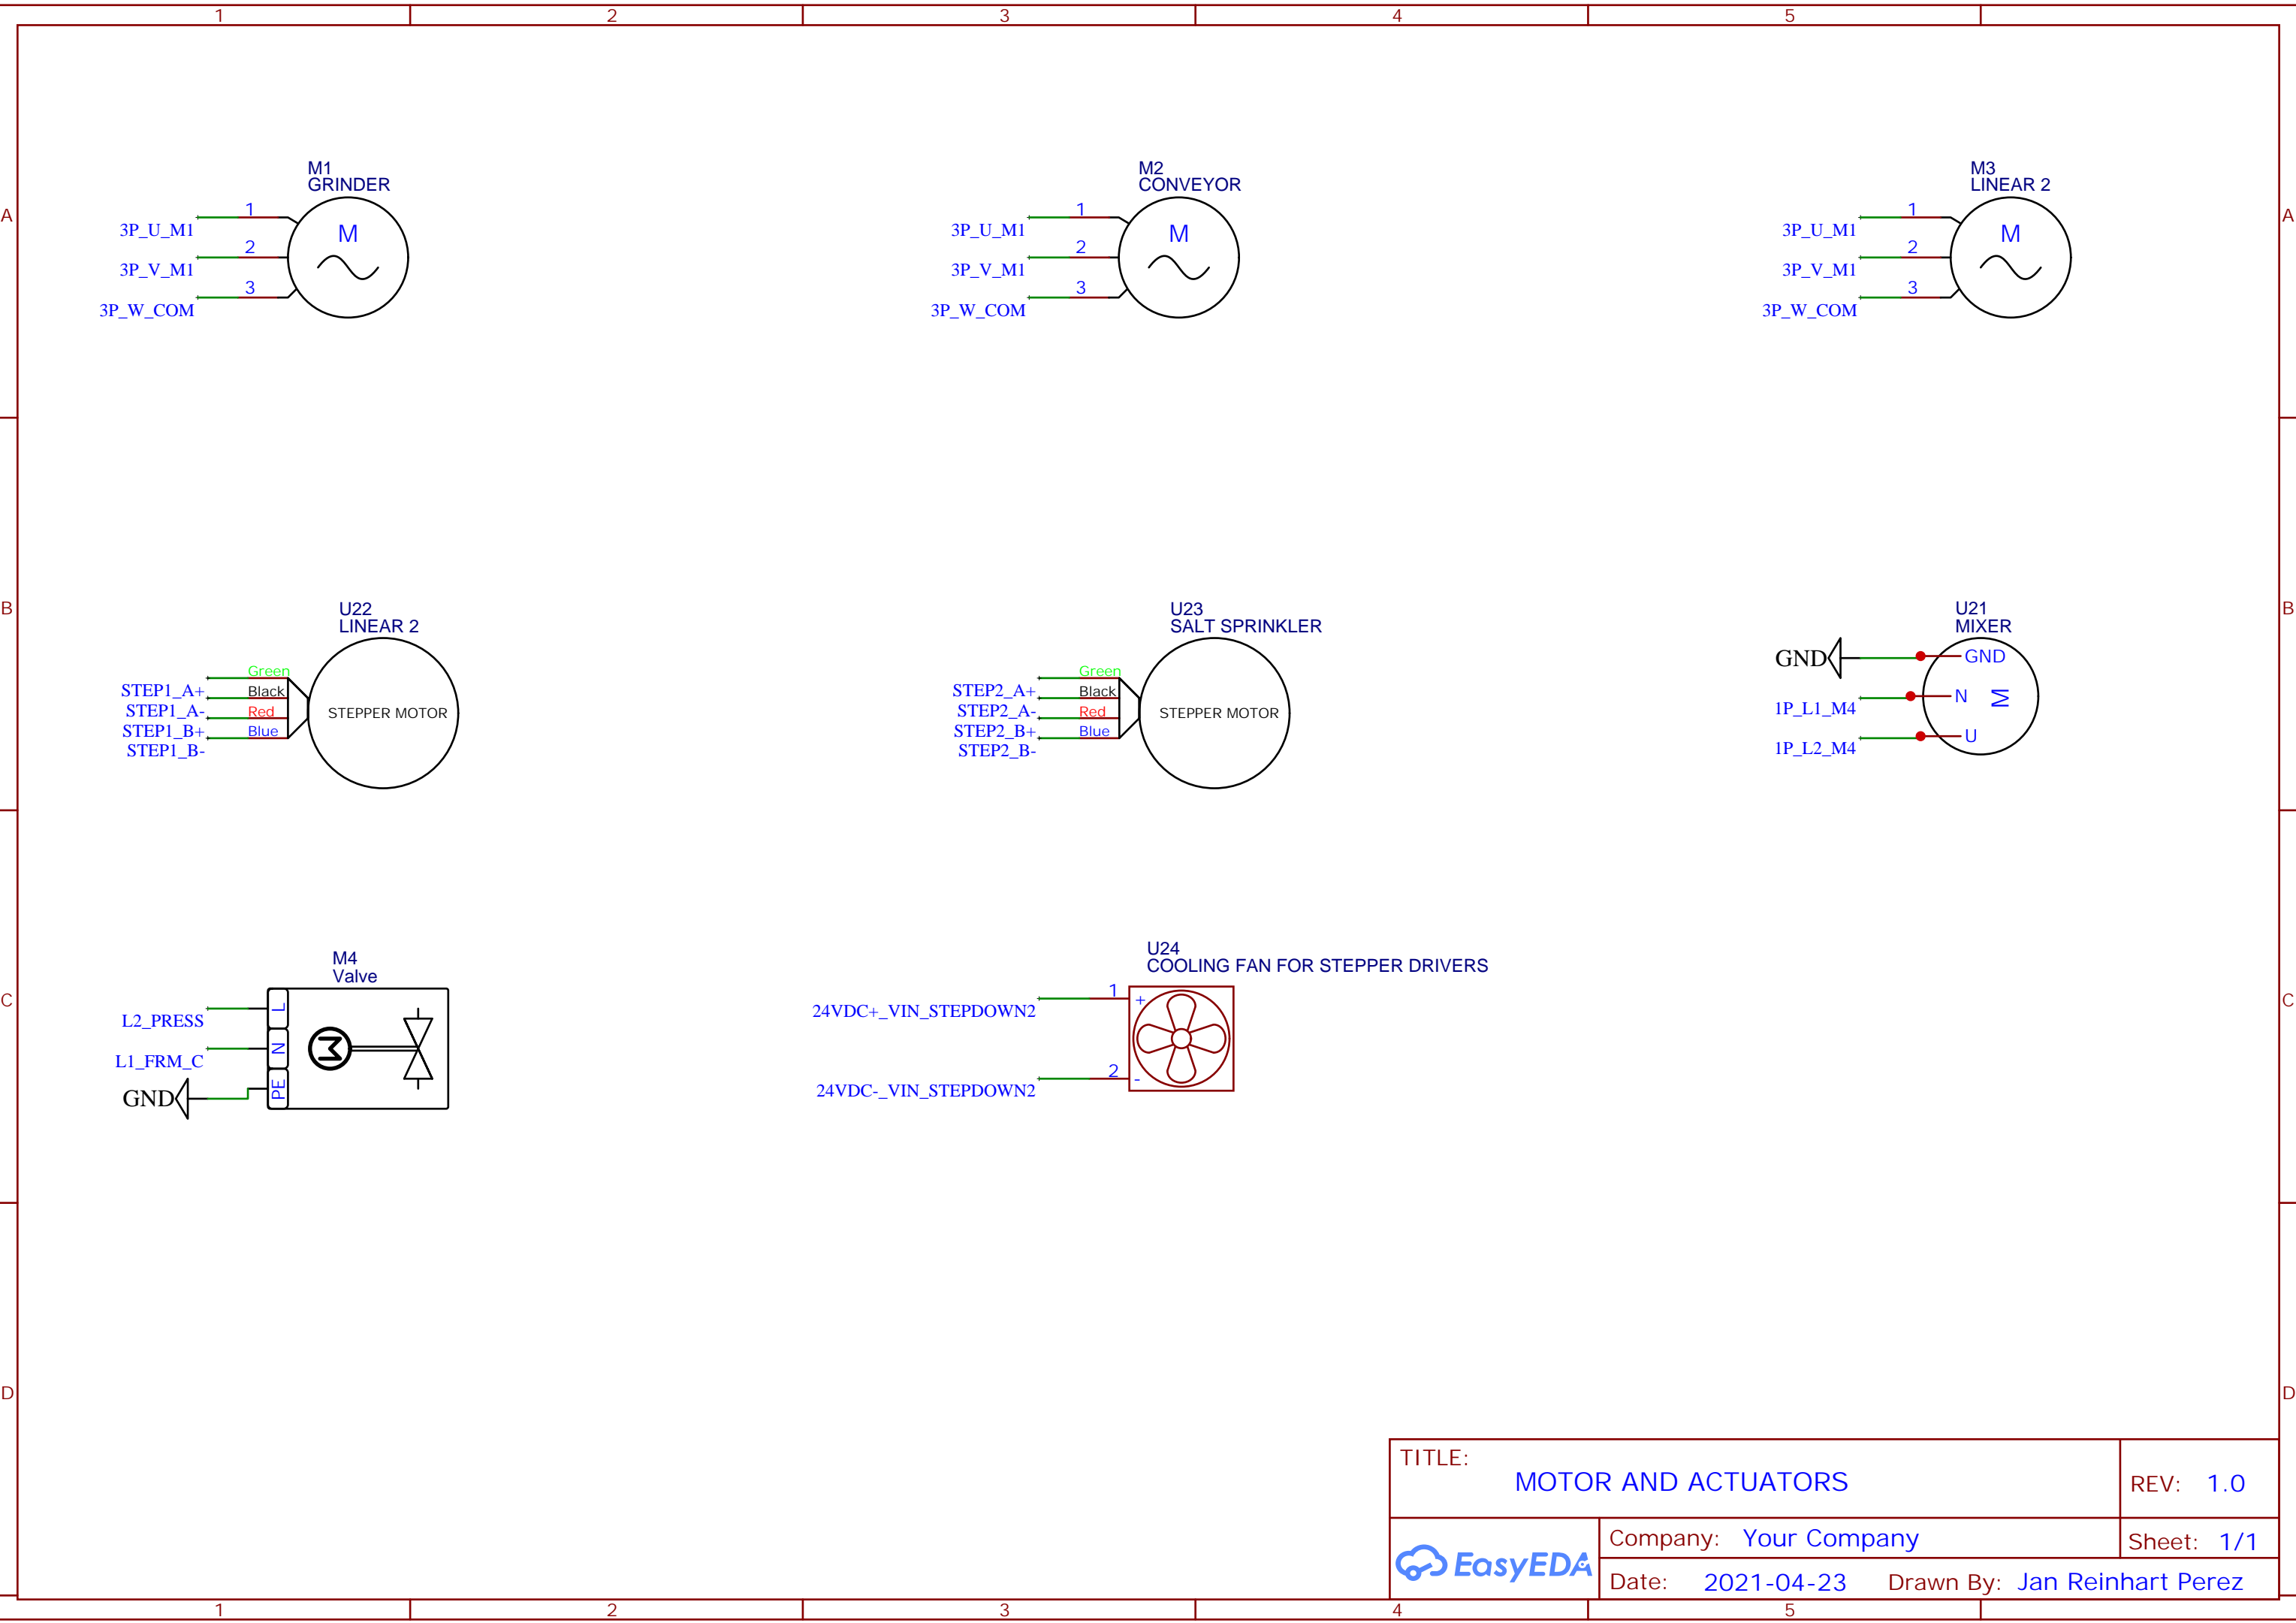 1 2 3 4 5
A A
M1
GRINDER
1
3P_U_M1
M
2
3P_V_M1
3
3P_W_COM
M2
CONVEYOR
1
3P_U_M1
M
2
3P_V_M1
3
3P_W_COM
M3
LINEAR 2
1
3P_U_M1
M
2
3P_V_M1
3
3P_W_COM
B B
U22
LINEAR 2
Green
STEP1_A+
Black
STEP1_A-
Red
STEP1_B+
Blue
STEP1_B-
STEPPER MOTOR
U23
SALT SPRINKLER
Green
STEP2_A+
Black
STEP2_A-
Red
STEP2_B+
Blue
STEP2_B-
STEPPER MOTOR
U21
MIXER
GND GND
N M
1P_L1_M4
U
1P_L2_M4
C C
M4
Valve
L
L2_PRESS
N M
L1_FRM_C
PE
GND
U24
COOLING FAN FOR STEPPER DRIVERS
1 +
24VDC+_VIN_STEPDOWN2
2 -
24VDC-_VIN_STEPDOWN2
D D
TITLE:
MOTOR AND ACTUATORS
REV: 1.0
EasyEDA
Company: Your Company
Sheet: 1/1
Date: 2021-04-23 Drawn By: Jan Reinhart Perez
1 2 3 4 5